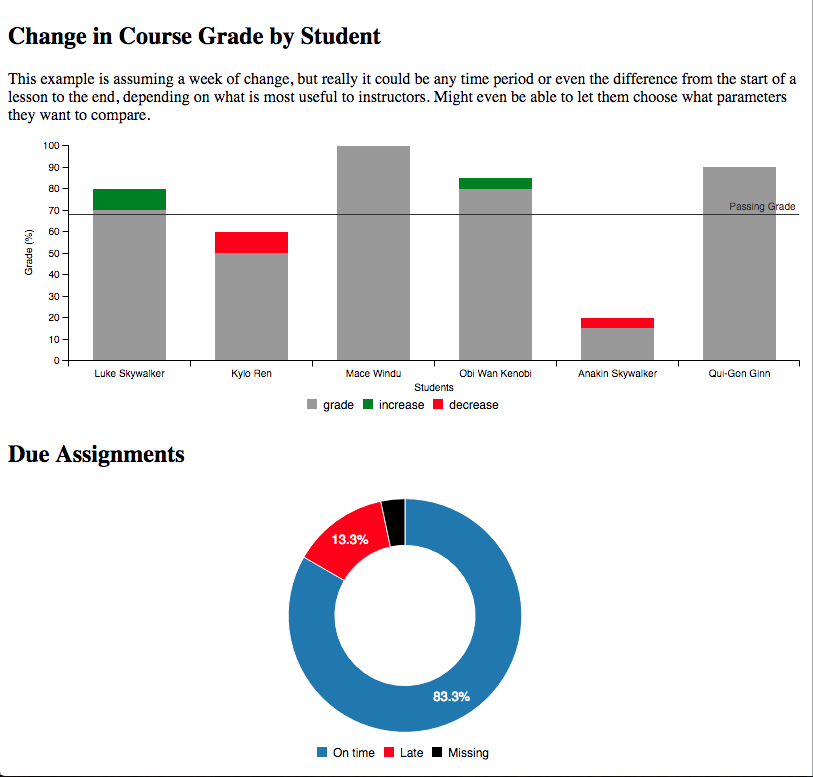 Change in Course Grade by Student
This example is assuming a week of change, but really it could be any time period or even the difference from the start of a
lesson to the end, depending on what is most useful to instructors. Might even be able to let them choose what parameters
they want to compare.
100
90
80
70
60
50
40
30
20
10
0
Grade (%)
Passing Grade
Luke Skywalker Kylo Ren Mace Windu Obi Wan Kenobi Anakin Skywalker Qui-Gon Ginn
Students
grade increase decrease
Due Assignments
13.3%
83.3%
On time Late Missing